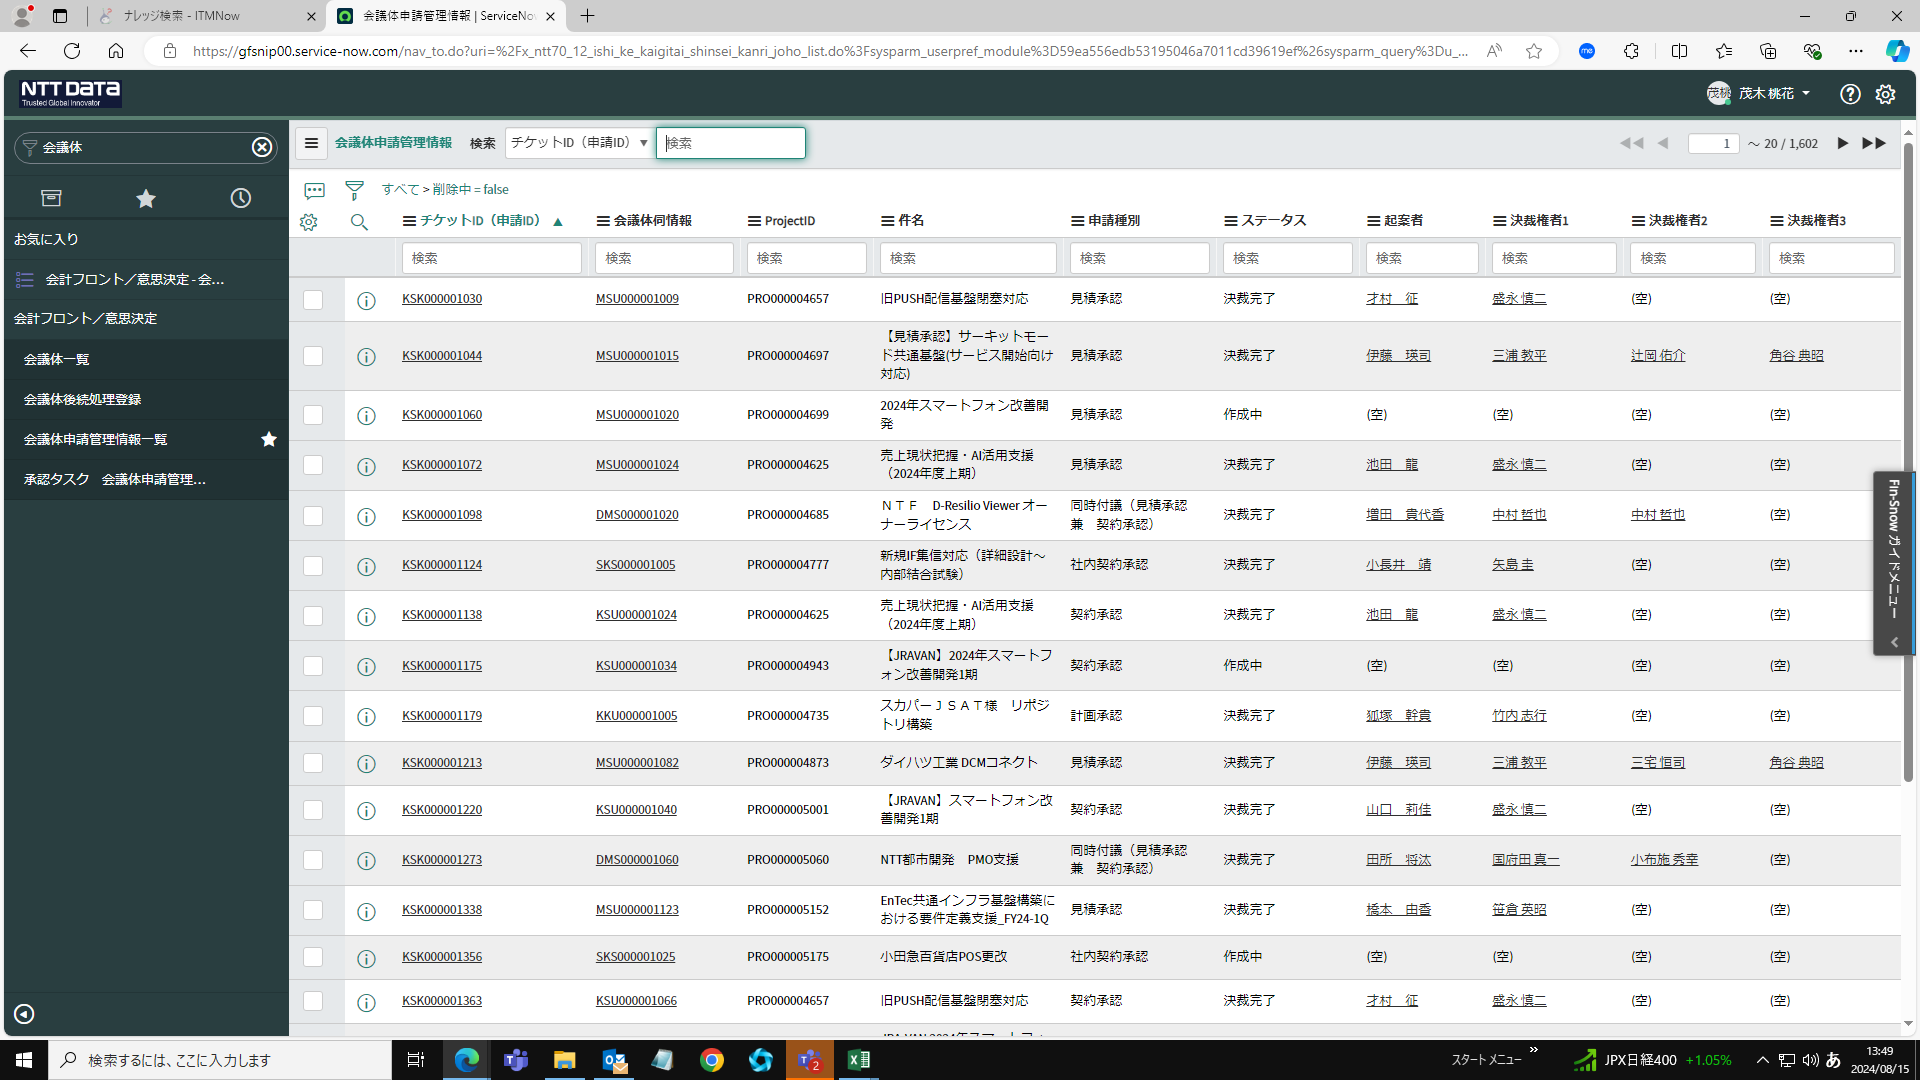 ナレッジ検索 - ITMNow
会議体申請管理情報 | ServiceNo
https://gfsnip00.service-now.com/nav_to.do?uri=%2Fx_ntt70_12_ishi_ke_kaigitai_shinsei_kanri_joho_list.do%3Fsysparm_userpref_module%3D59ea556edb53195046a7011cd39619ef%26sysparm_query%3Du_...
NTT DATA
Trusted Global Innovator
茂桃 茂木 桃花
会議体
お気に入り
会計フロント／意思決定 - 会...
会計フロント／意思決定
会議体一覧
会議体後続処理登録
会議体申請管理情報一覧
承認タスク 会議体申請管理...
会議体申請管理情報 検索 チケットID（申請ID） 検索 1 ～ 20 / 1,602
すべて > 削除中 = false
チケットID（申請ID） 会議体伺情報 ProjectID 件名 申請種別 ステータス 起案者 決裁権者1 決裁権者2 決裁権者3
検索 検索 検索 検索 検索 検索 検索 検索 検索 検索
KSK000001030 MSU000001009 PRO000004657 旧PUSH配信基盤閉塞対応 見積承認 決裁完了 才村 征 盛永 慎二 (空) (空)
KSK000001044 MSU000001015 PRO000004697 【見積承認】サーキットモード共通基盤(サービス開始向け対応) 見積承認 決裁完了 伊藤 瑛司 三浦 教平 辻岡 佑介 角谷 典昭
KSK000001060 MSU000001020 PRO000004699 2024年スマートフォン改善開発 見積承認 作成中 (空) (空) (空) (空)
KSK000001072 MSU000001024 PRO000004625 売上現状把握・AI活用支援（2024年度上期） 見積承認 決裁完了 池田 龍 盛永 慎二 (空) (空)
KSK000001098 DMS000001020 PRO000004685 ＮＴＦ D-Resilio Viewer オーナーライセンス 同時付議（見積承認兼 契約承認） 決裁完了 増田 貴代香 中村 哲也 中村 哲也 (空)
KSK000001124 SKS000001005 PRO000004777 新規IF集信対応（詳細設計～内部結合試験） 社内契約承認 決裁完了 小長井 靖 矢島 圭 (空) (空)
KSK000001138 KSU000001024 PRO000004625 売上現状把握・AI活用支援（2024年度上期） 契約承認 決裁完了 池田 龍 盛永 慎二 (空) (空)
KSK000001175 KSU000001034 PRO000004943 【JRAVAN】2024年スマートフォン改善開発1期 契約承認 作成中 (空) (空) (空) (空)
KSK000001179 KKU000001005 PRO000004735 スカパーＪＳＡＴ様 リポジトリ構築 計画承認 決裁完了 狐塚 幹貴 竹内 志行 (空) (空)
KSK000001213 MSU000001082 PRO000004873 ダイハツ工業 DCMコネクト 見積承認 決裁完了 伊藤 瑛司 三浦 教平 三宅 恒司 角谷 典昭
KSK000001220 KSU000001040 PRO000005001 【JRAVAN】スマートフォン改善開発1期 契約承認 決裁完了 山口 莉佳 盛永 慎二 (空) (空)
KSK000001273 DMS000001060 PRO000005060 NTT都市開発 PMO支援 同時付議（見積承認兼 契約承認） 決裁完了 田所 将汰 国府田 真一 小布施 秀幸 (空)
KSK000001338 MSU000001123 PRO000005152 EnTec共通インフラ基盤構築における要件定義支援_FY24-1Q 見積承認 決裁完了 橋本 由香 笹倉 英昭 (空) (空)
KSK000001356 SKS000001025 PRO000005175 小田急百貨店POS更改 社内契約承認 作成中 (空) (空) (空) (空)
KSK000001363 KSU000001066 PRO000004657 旧PUSH配信基盤閉塞対応 契約承認 決裁完了 才村 征 盛永 慎二 (空) (空)
Fin-Snow ガイドメニュー
検索するには、ここに入力します
スタート メニュー
JPX日経400 +1.05%
あ
13:49
2024/08/15